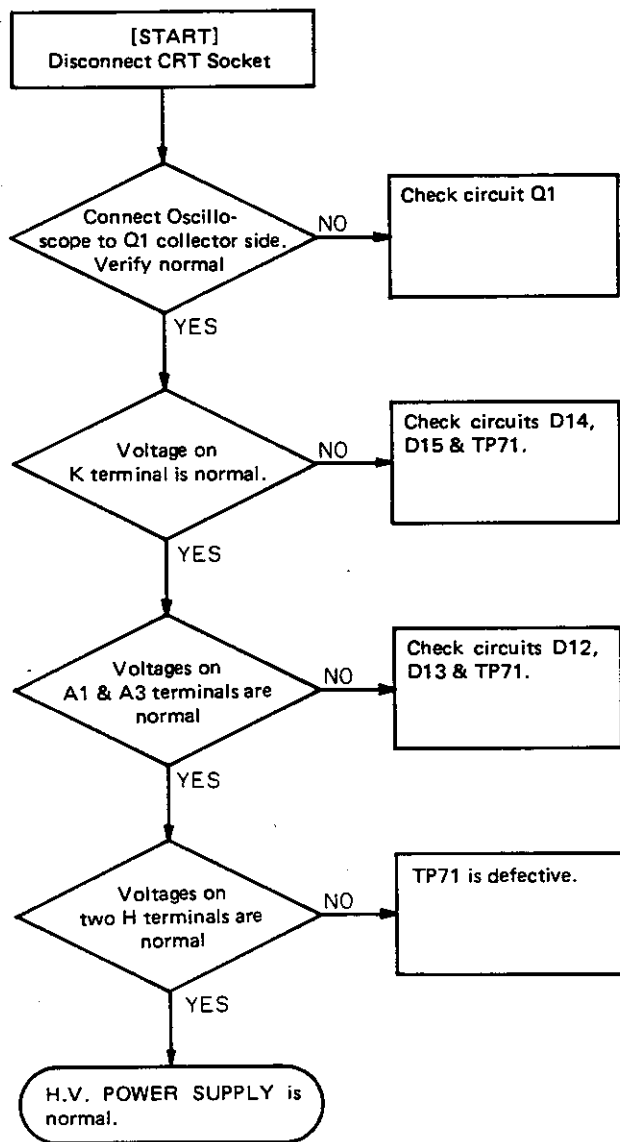 [START]
Disconnect CRT Socket
Connect Oscillo-
scope to Q1 collector side.
Verify normal
NO
Check circuit Q1
YES
Voltage on
K terminal is normal.
NO
Check circuits D14,
D15 & TP71.
YES
Voltages on
A1 & A3 terminals are
normal
NO
Check circuits D12,
D13 & TP71.
YES
Voltages on
two H terminals are
normal
NO
TP71 is defective.
YES
H.V. POWER SUPPLY is
normal.